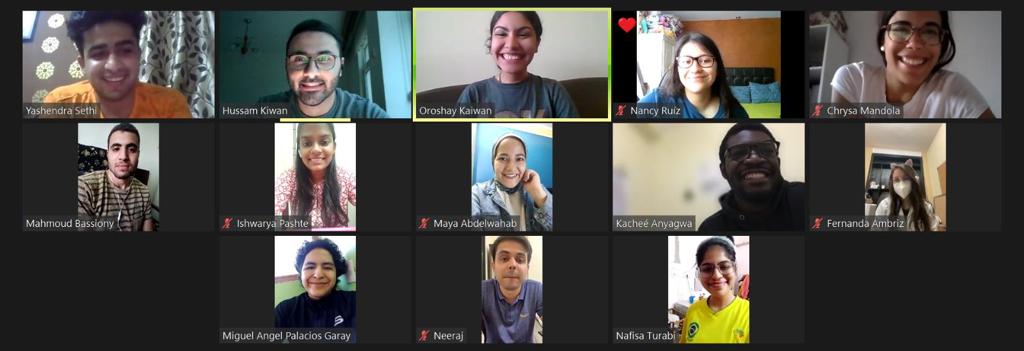 Yashendra Sethi
Hussam Kiwan
Oroshay Kaiwan
Nancy Ruíz
Chrysa Mandola
Mahmoud Bassiony
Ishwarya Pashte
Maya Abdelwahab
Kacheé Anyagwa
Fernanda Ambriz
Miguel Angel Palacios Garay
Neeraj
Nafisa Turabi